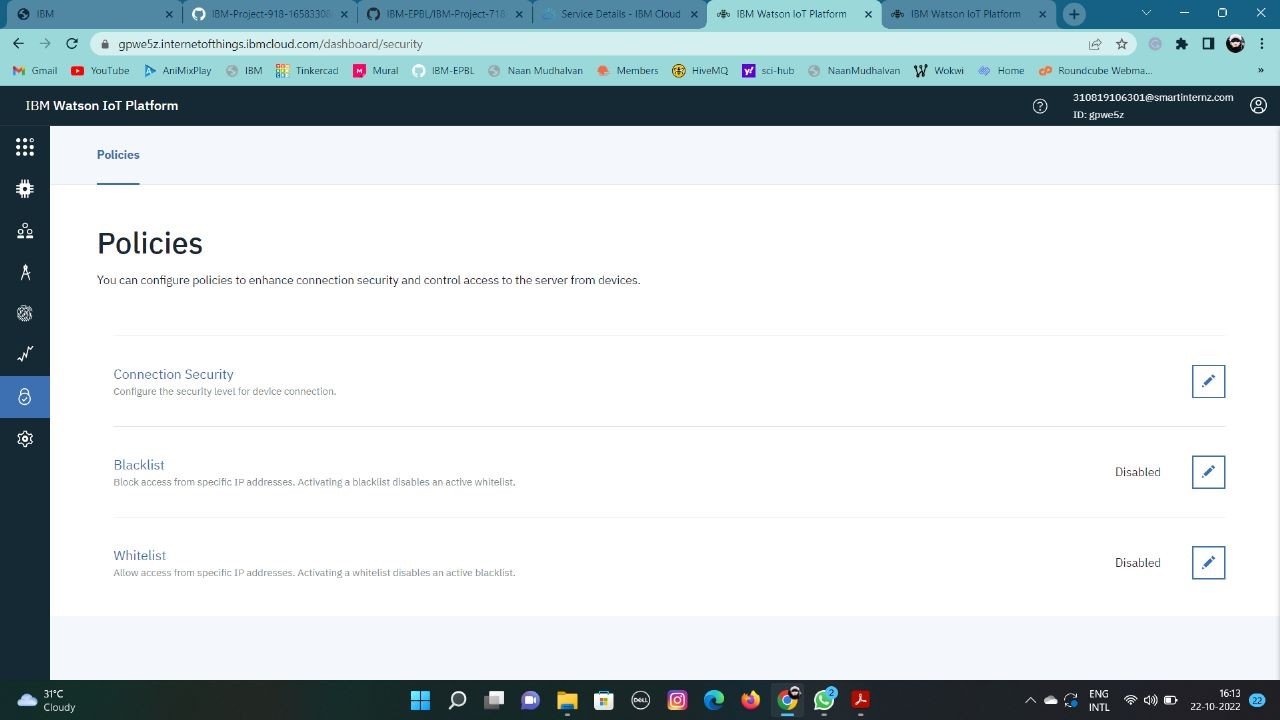 IBM
IBM-Project-918-16583308
IBM-EPBL/IBM-Project-718
Service Details - IBM Cloud
IBM Watson IoT Platform
IBM Watson IoT Platform
gpwe5z.internetofthings.ibmcloud.com/dashboard/security
Gmail
YouTube
AniMixPlay
IBM
Tinkercad
Mural
IBM-EPBL
Naan Mudhalvan
Members
HiveMQ
sci-hub
NaanMudhalvan
Wokwi
Home
Roundcube Webma...
»
IBM Watson IoT Platform
310819106301@smartinternz.com
ID: gpwe5z
Policies
Policies
You can configure policies to enhance connection security and control access to the server from devices.
Connection Security
Configure the security level for device connection.
Blacklist
Block access from specific IP addresses. Activating a blacklist disables an active whitelist.
Disabled
Whitelist
Allow access from specific IP addresses. Activating a whitelist disables an active blacklist.
Disabled
31°C
Cloudy
DELL
2
ENG
INTL
16:13
22-10-2022
22